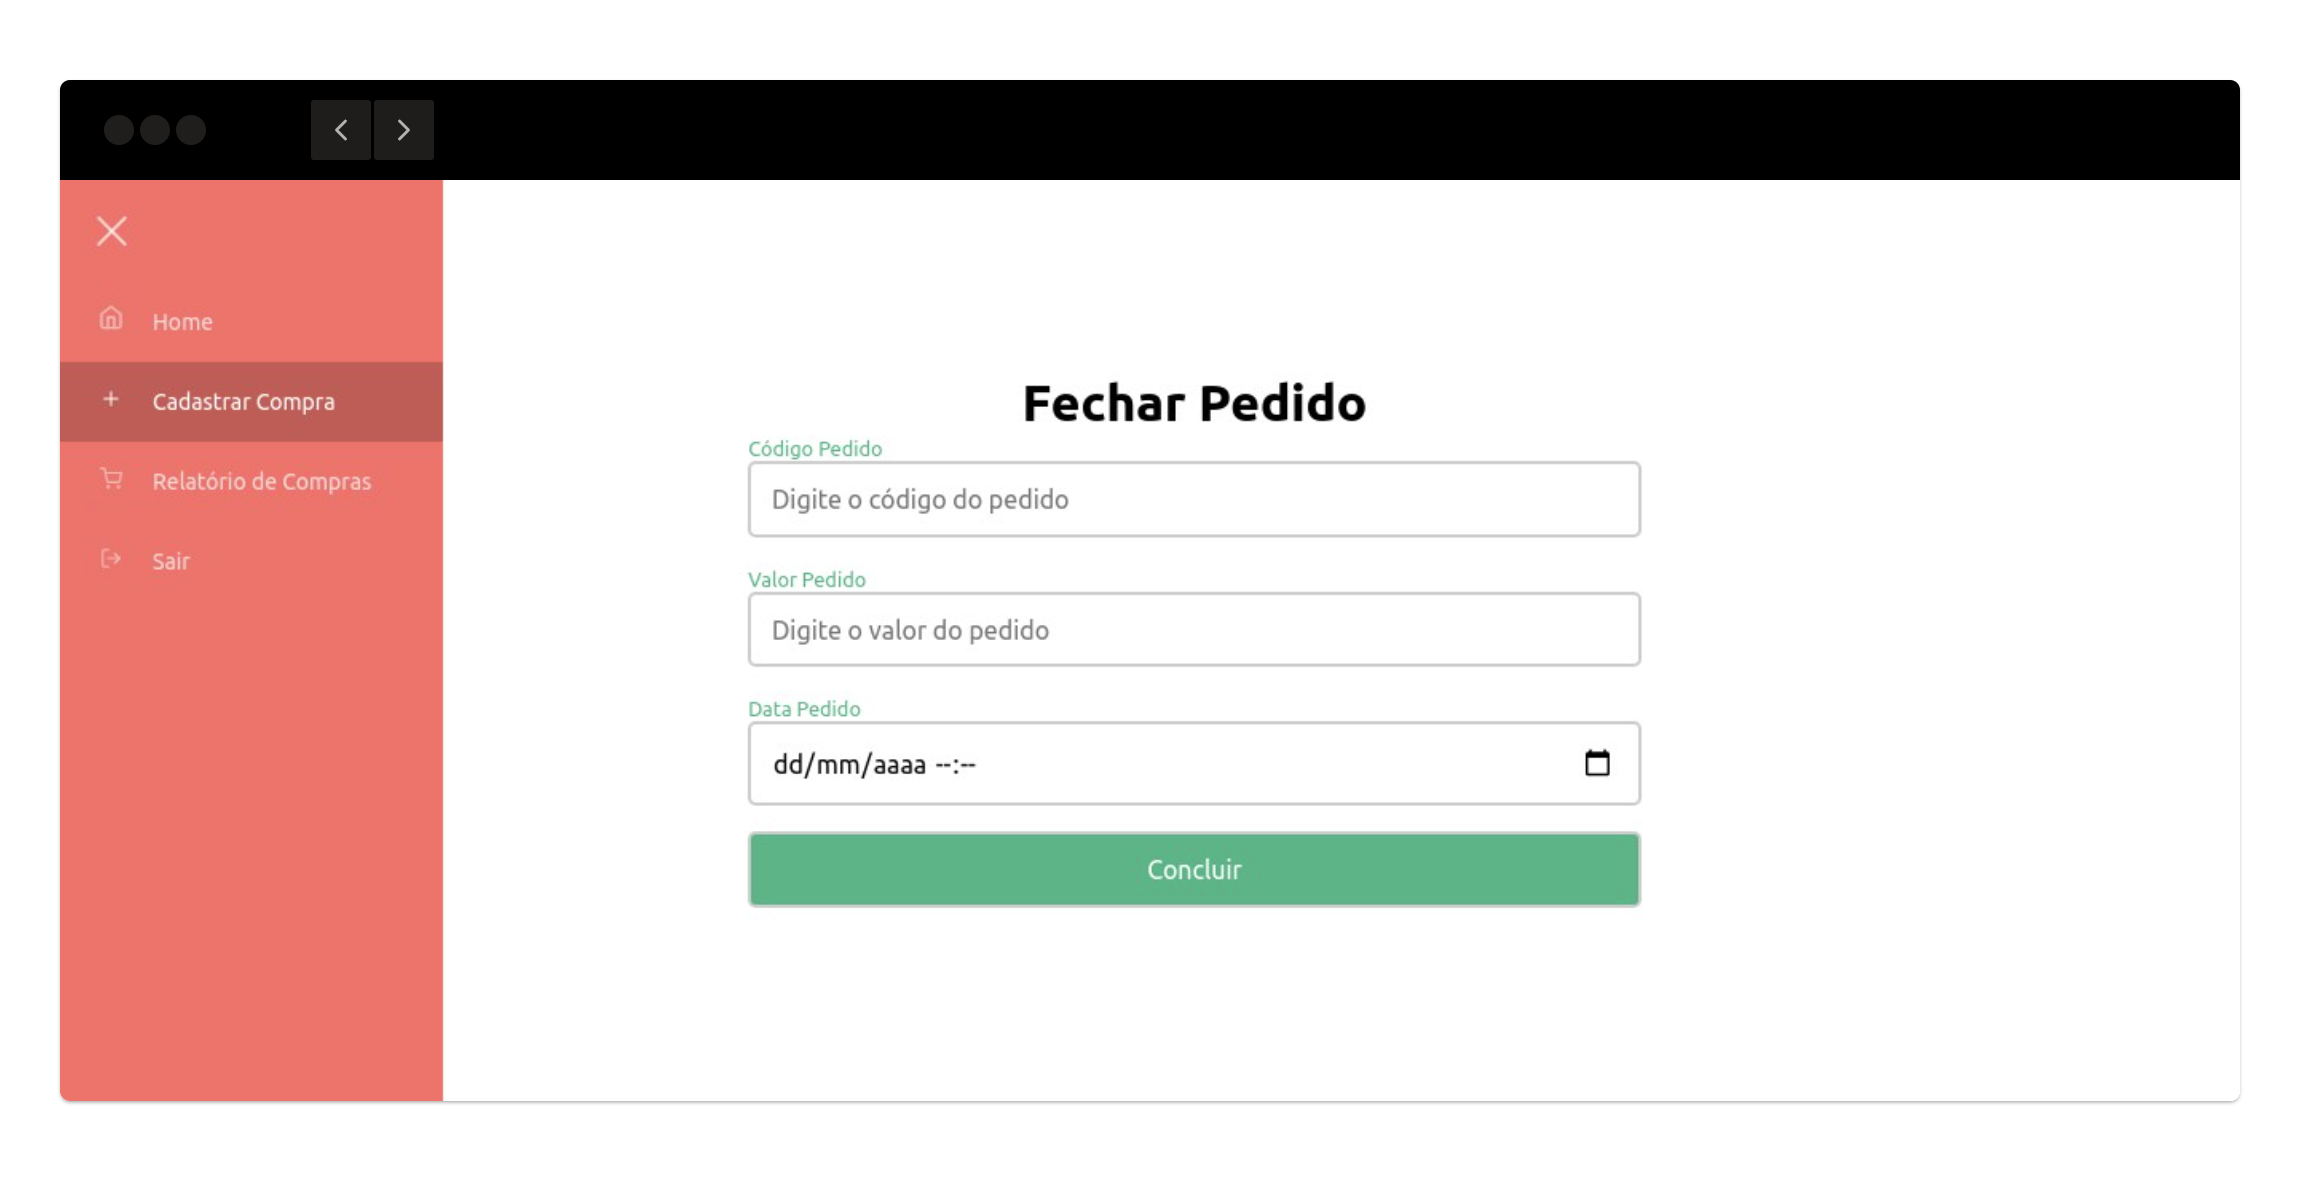 Home
Cadastrar Compra
Relatório de Compras
Sair
Fechar Pedido
Código Pedido
Digite o código do pedido
Valor Pedido
Digite o valor do pedido
Data Pedido
dd/mm/aaaa --:--
Concluir